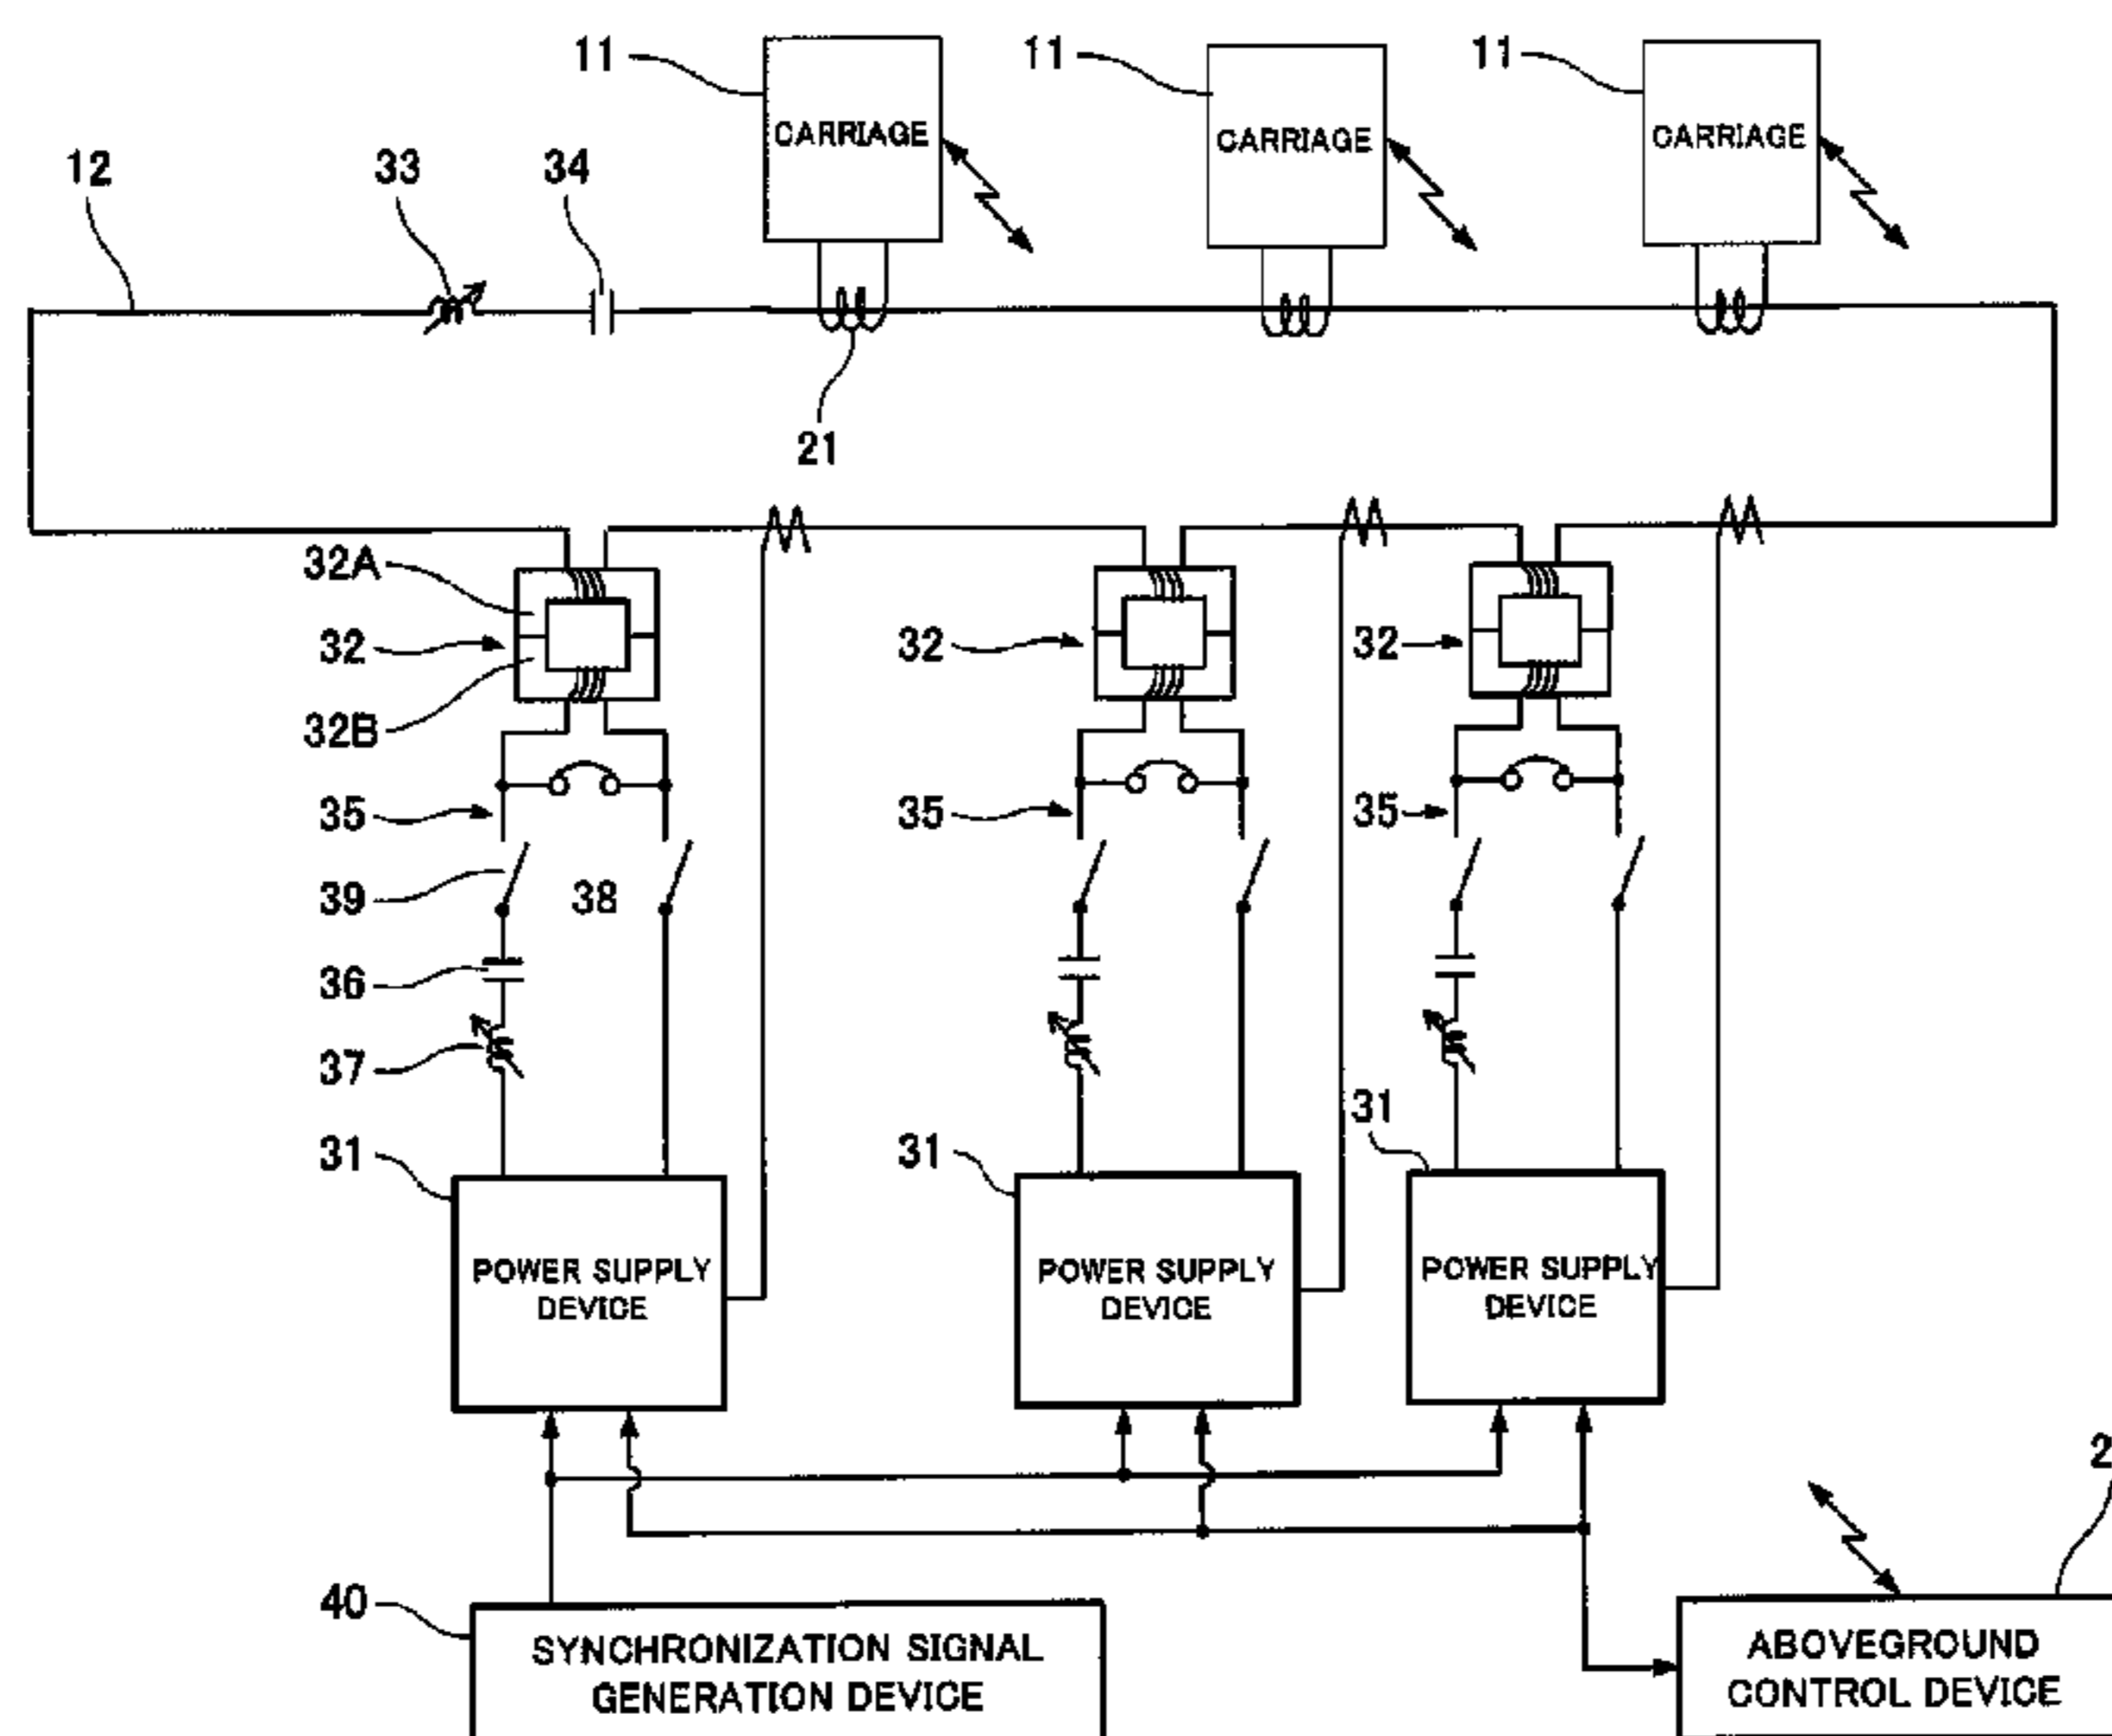 11
11
11
CARRIAGE
CARRIAGE
CARRIAGE
12
33
34
21
32A
32
32B
32
32
35
35
35
39
38
36
37
31
31
31
POWER SUPPLY
DEVICE
POWER SUPPLY
DEVICE
POWER SUPPLY
DEVICE
40
SYNCHRONIZATION SIGNAL
GENERATION DEVICE
ABOVEGROUND
CONTROL DEVICE